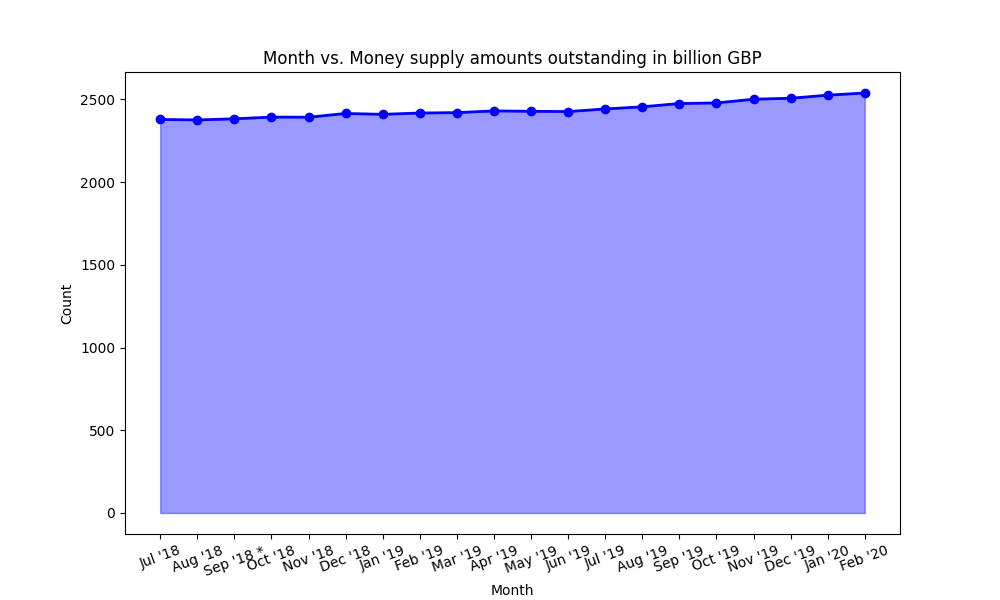 Month vs. Money supply amounts outstanding in billion GBP
2500
2000
1500
1000
500
0
Count
Jul '18
Aug '18
Sep '18 *
Oct '18
Nov '18
Dec '18
Jan '19
Feb '19
Mar '19
Apr '19
May '19
Jun '19
Jul '19
Aug '19
Sep '19
Oct '19
Nov '19
Dec '19
Jan '20
Feb '20
Month